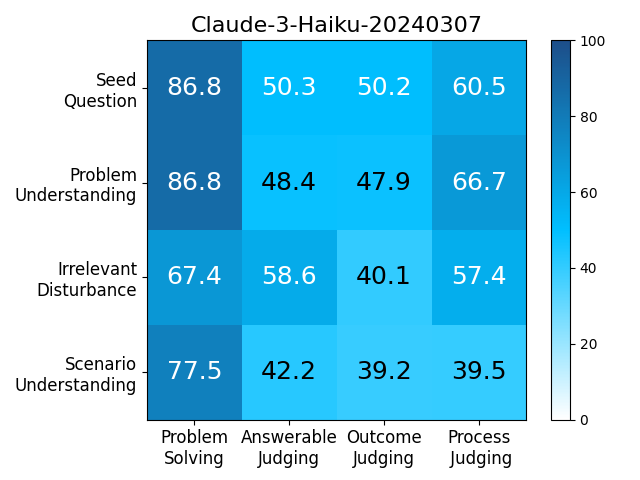 Claude-3-Haiku-20240307
Seed
Question
86.8 50.3 50.2 60.5
Problem
Understanding
86.8 48.4 47.9 66.7
Irrelevant
Disturbance
67.4 58.6 40.1 57.4
Scenario
Understanding
77.5 42.2 39.2 39.5
Problem
Solving
Answerable
Judging
Outcome
Judging
Process
Judging
100
80
60
40
20
0